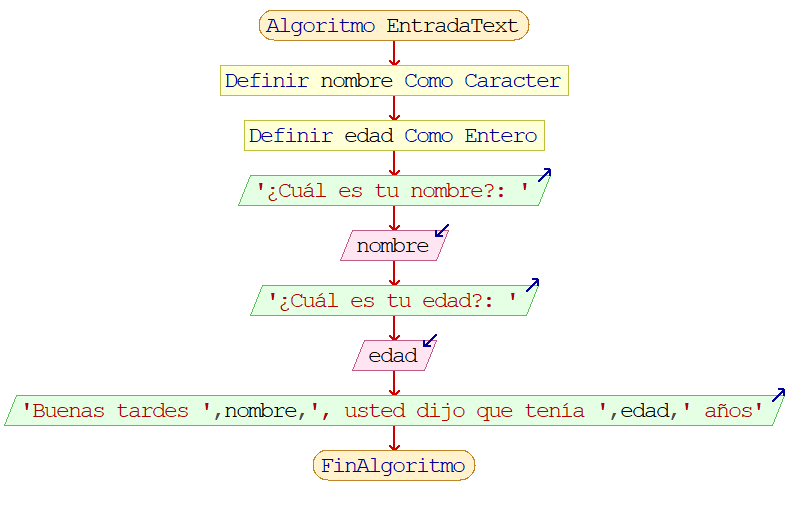 Algoritmo EntradaText
Definir nombre Como Caracter
Definir edad Como Entero
'¿Cuál es tu nombre?: '
nombre
'¿Cuál es tu edad?: '
edad
'Buenas tardes ',nombre,', usted dijo que tenía ',edad,' años'
FinAlgoritmo